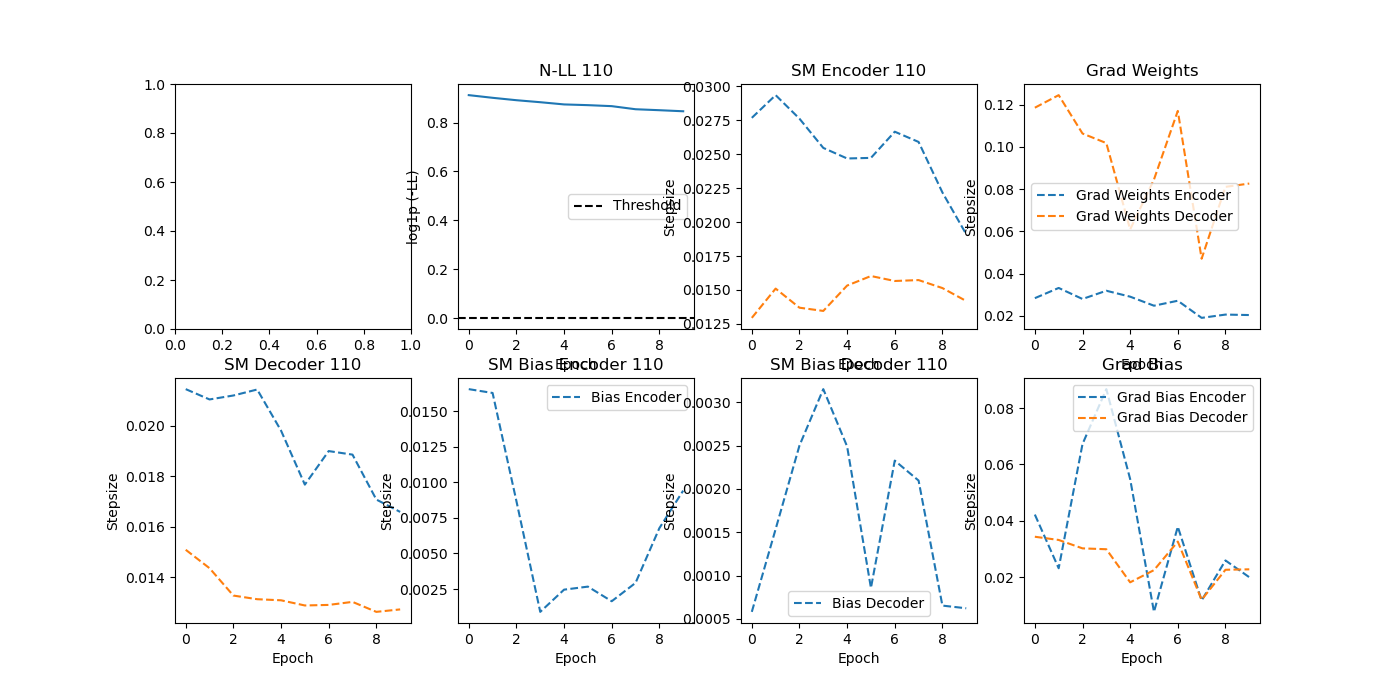 N-LL 110
SM Encoder 110
Grad Weights
1.0
0.8
0.6
0.4
0.2
0.0
0.0 0.2 0.4 0.6 0.8 1.0
log1p (-LL)
0.8
0.6
0.4
0.2
0.0
Threshold
0 2 4 6 8
Epoch
Stepsize
0.0300
0.0275
0.0250
0.0225
0.0200
0.0175
0.0150
0.0125
0 2 4 6 8
Epoch
Stepsize
0.12
0.10
0.08
0.06
0.04
0.02
Grad Weights Encoder
Grad Weights Decoder
0 2 4 6 8
Epoch
SM Decoder 110
SM Bias Encoder 110
SM Bias Decoder 110
Grad Bias
Stepsize
0.020
0.018
0.016
0.014
0 2 4 6 8
Epoch
Stepsize
0.0150
0.0125
0.0100
0.0075
0.0050
0.0025
Bias Encoder
0 2 4 6 8
Epoch
Stepsize
0.0030
0.0025
0.0020
0.0015
0.0010
0.0005
Bias Decoder
0 2 4 6 8
Epoch
Stepsize
0.08
0.06
0.04
0.02
Grad Bias Encoder
Grad Bias Decoder
0 2 4 6 8
Epoch